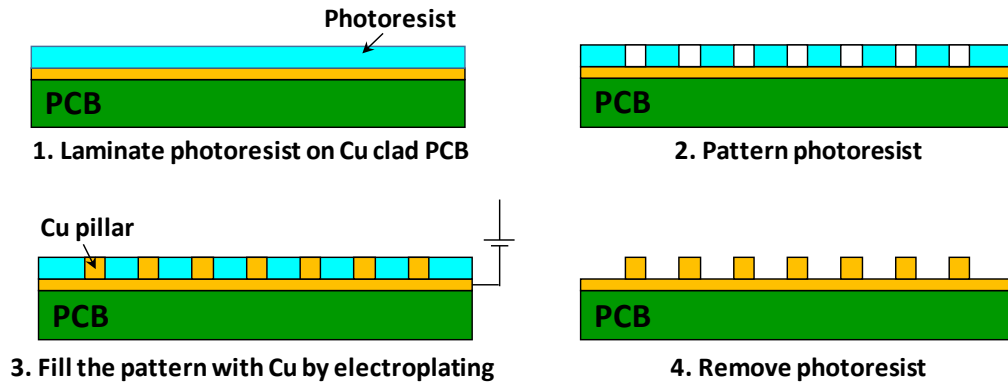 Photoresist
PCB
1. Laminate photoresist on Cu clad PCB
PCB
2. Pattern photoresist
Cu pillar
PCB
3. Fill the pattern with Cu by electroplating
PCB
4. Remove photoresist